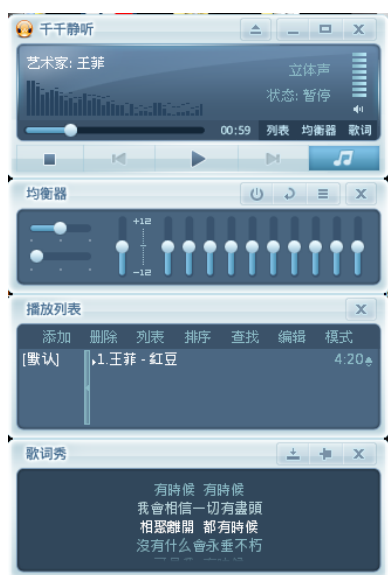 千千静听
艺术家: 王菲
立体声
状态: 暂停
00:59 列表 均衡器 歌词
均衡器
+12
-12
播放列表
添加 删除 列表 排序 查找 编辑 模式
[默认] 1.王菲 - 紅豆 4:20
歌词秀
有時候 有時候
我會相信一切有盡頭
相聚離開 都有時候
沒有什么會永垂不朽